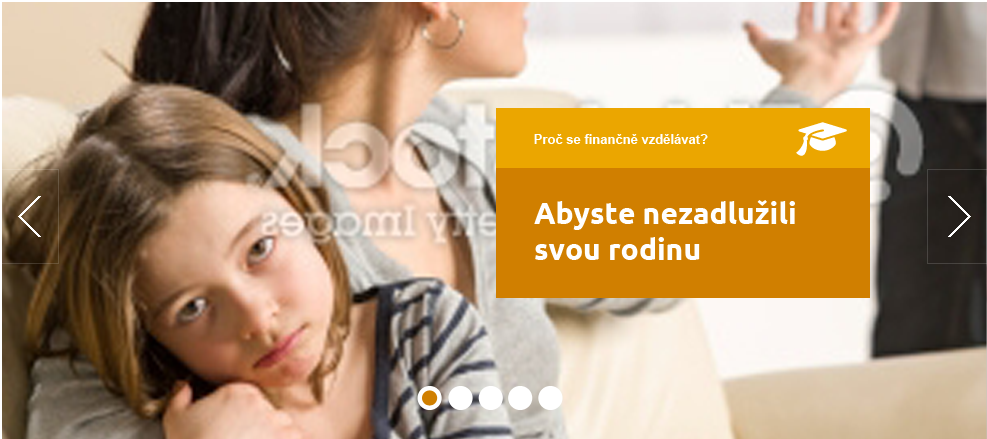 Proč se finančně vzdělávat?
Abyste nezadlužili
svou rodinu